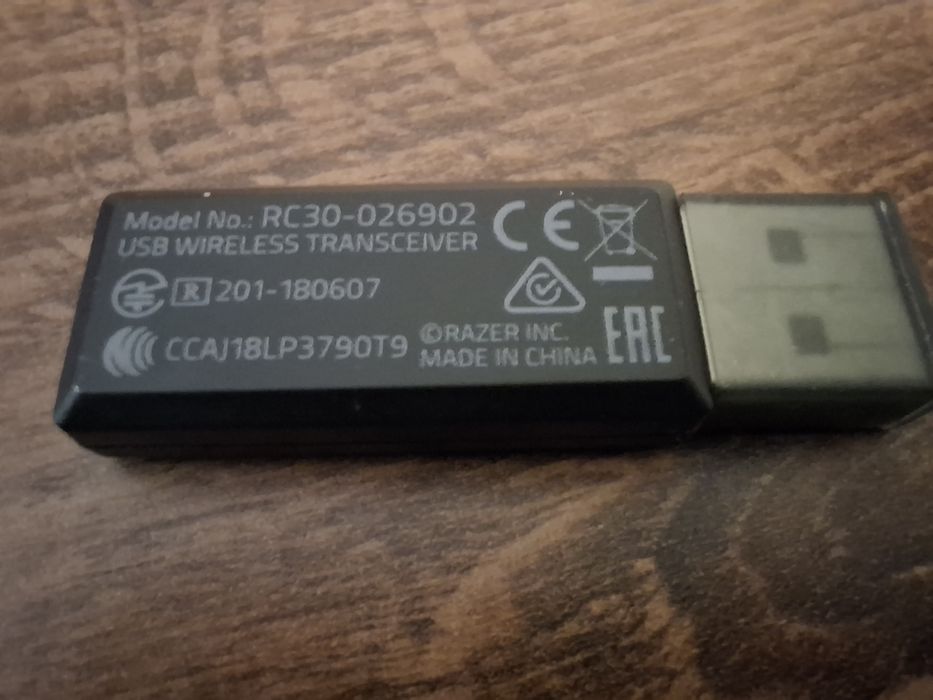 Model No.: RC30-026902
USB WIRELESS TRANSCEIVER
CE
R 201-180607
CCAJ18LP3790T9
©RAZER INC.
MADE IN CHINA
EAC